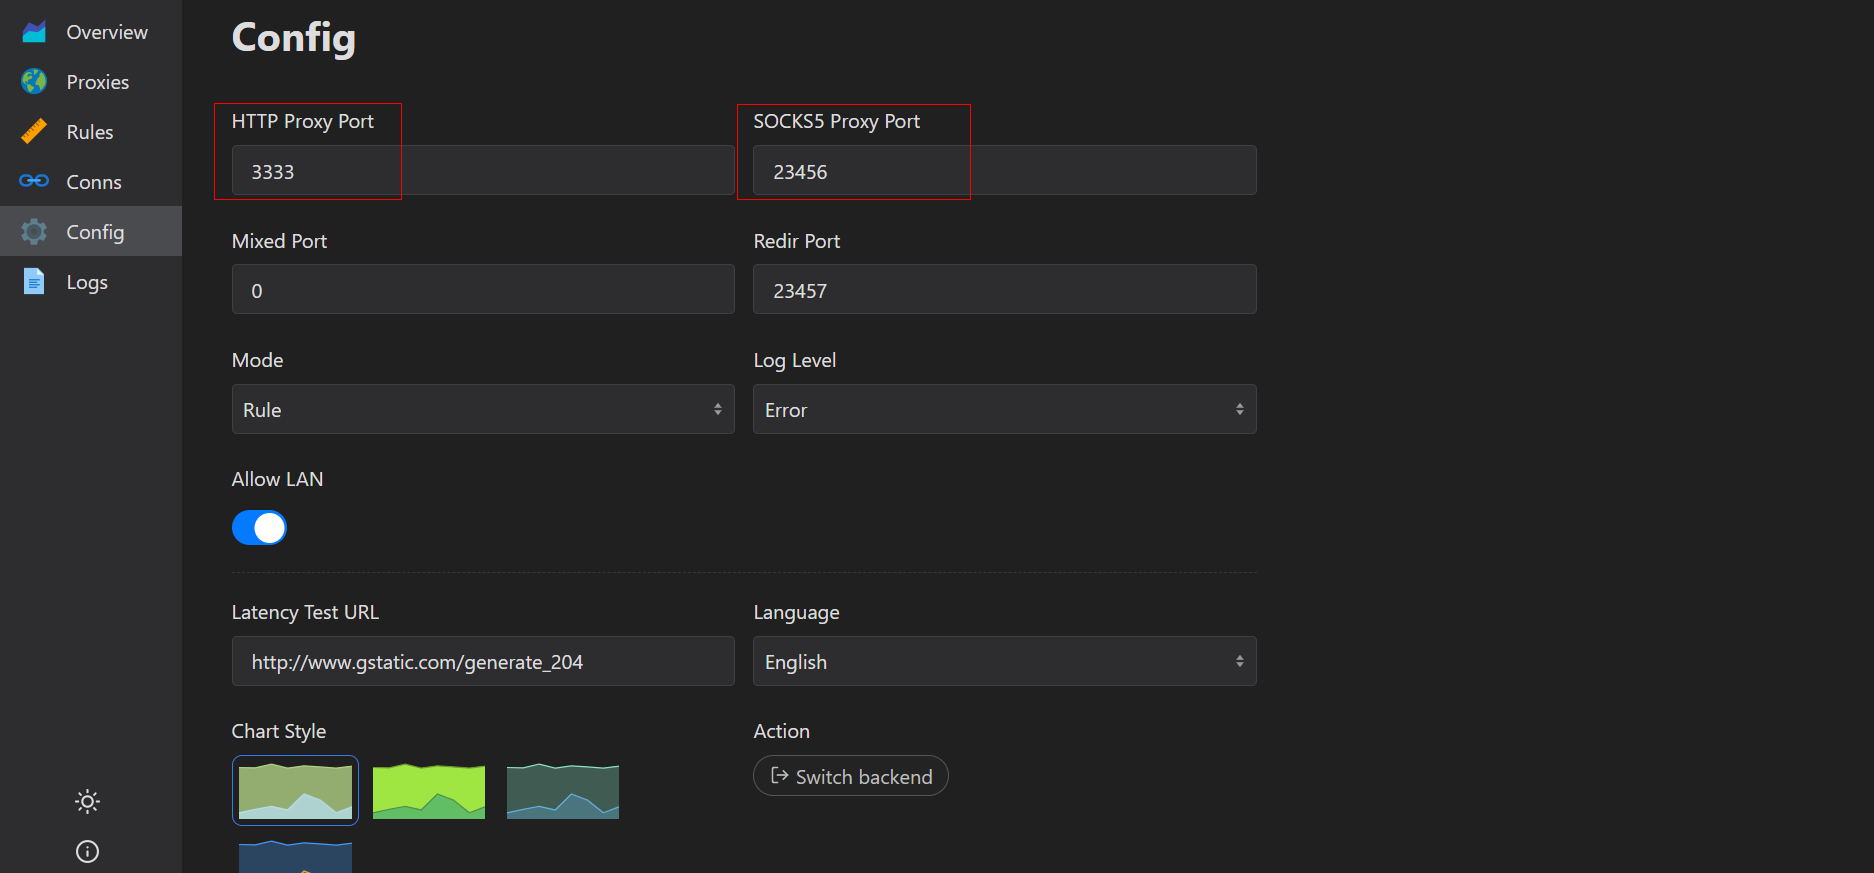 Overview
Proxies
Rules
Conns
Config
Logs
Config
HTTP Proxy Port
SOCKS5 Proxy Port
3333
23456
Mixed Port
Redir Port
0
23457
Mode
Log Level
Rule
Error
Allow LAN
Latency Test URL
Language
http://www.gstatic.com/generate_204
English
Chart Style
Action
Switch backend